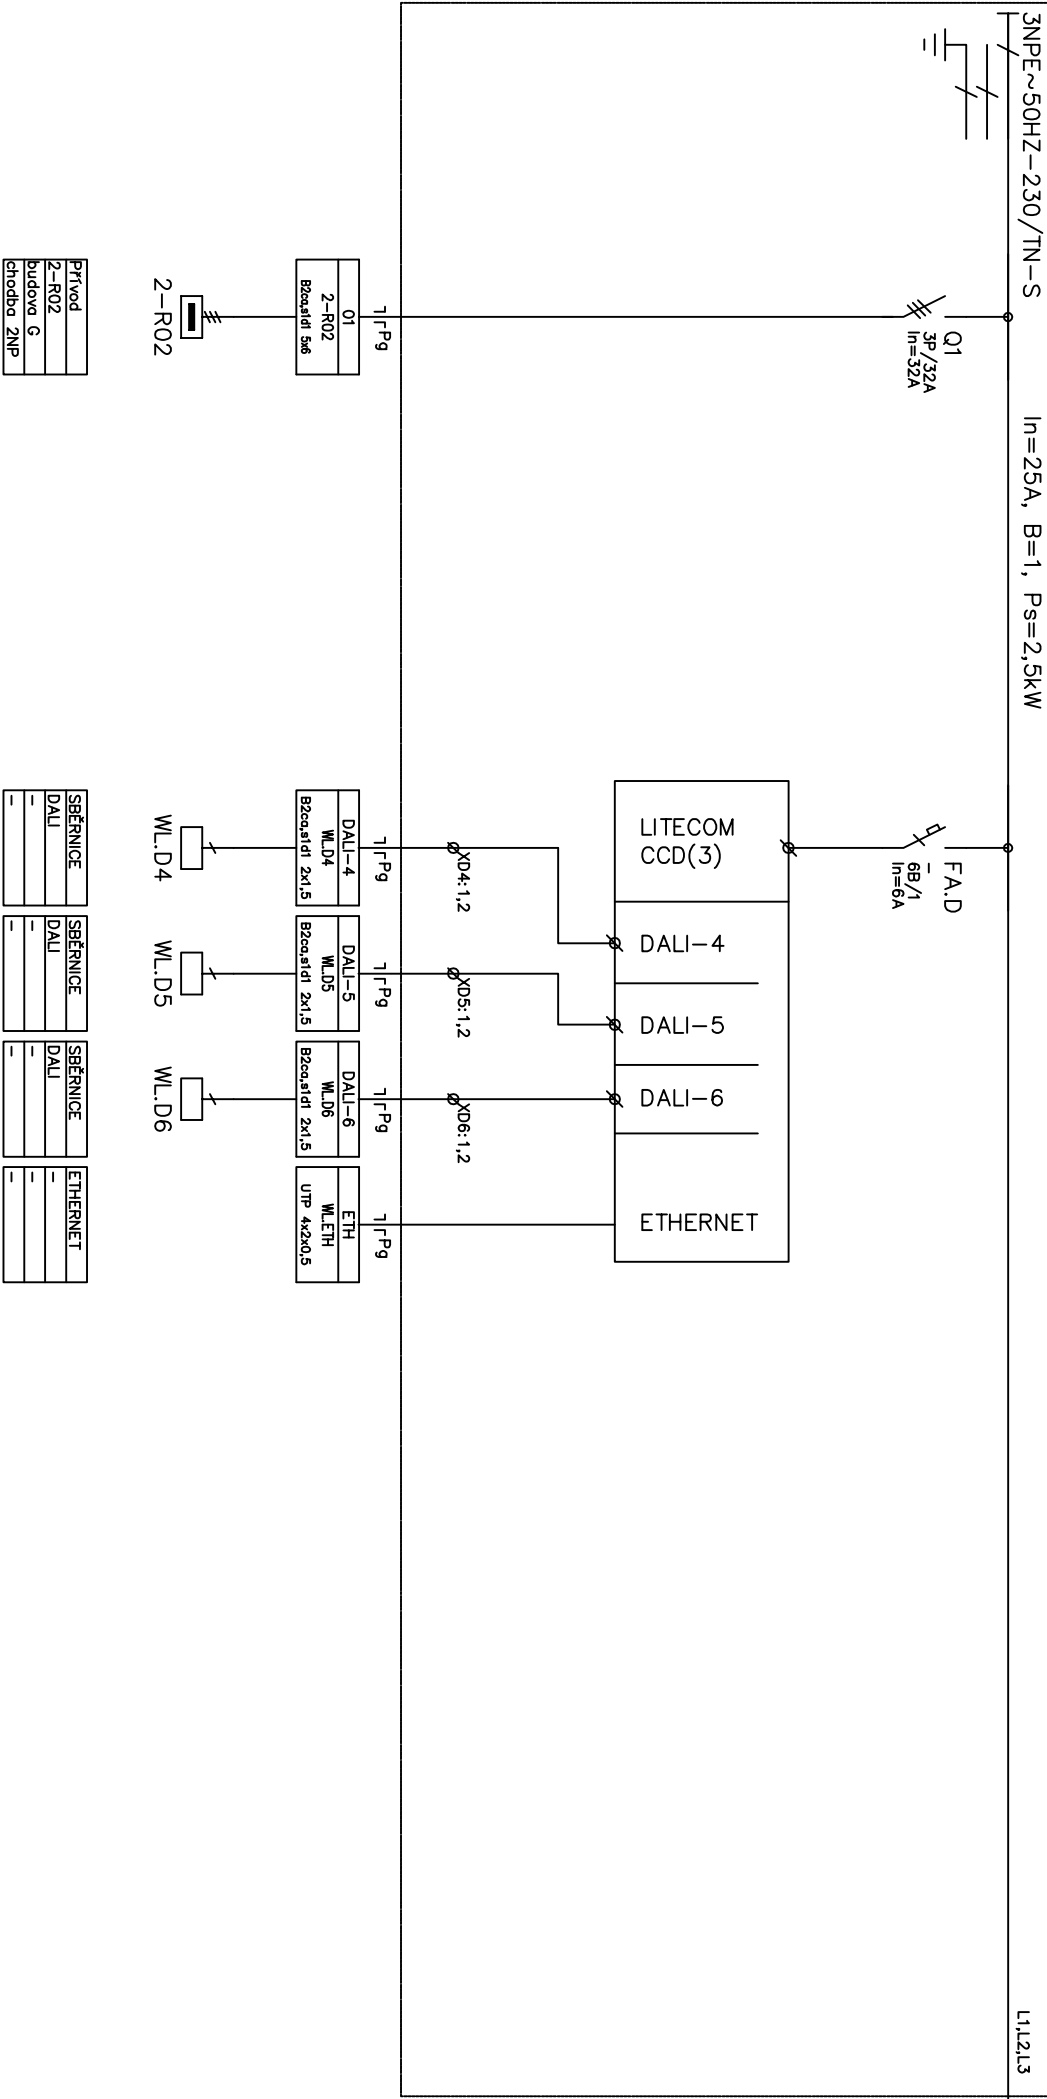 3NPE~50HZ-230/TN-S
In=25A, B=1, Ps=2,5kW
L1,L2,L3
Q1
3P/32A
In=32A
FA.D
-
6B/1
In=6A
LITECOM
CCD(3)
DALI-4
DALI-5
DALI-6
ETHERNET
XD4:1,2
XD5:1,2
XD6:1,2
Pg
Pg
Pg
Pg
Pg
01
2-R02
B2ca,s1d1 5x6
DALI-4
WL.D4
B2ca,s1d1 2x1,5
DALI-5
WL.D5
B2ca,s1d1 2x1,5
DALI-6
WL.D6
B2ca,s1d1 2x1,5
ETH
WL.ETH
UTP 4x2x0,5
2-R02
WL.D4
WL.D5
WL.D6
Přívod
2-R02
budova G
chodba 2NP
SBĚRNICE
DALI
-
-
SBĚRNICE
DALI
-
-
SBĚRNICE
DALI
-
-
ETHERNET
-
-
-